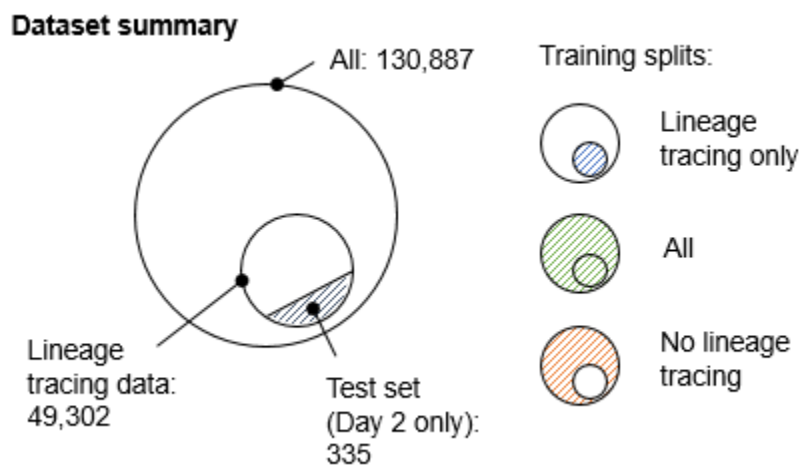 Dataset summary
All: 130,887
Lineage
tracing data:
49,302
Test set
(Day 2 only):
335
Training splits:
Lineage
tracing only
All
No lineage
tracing